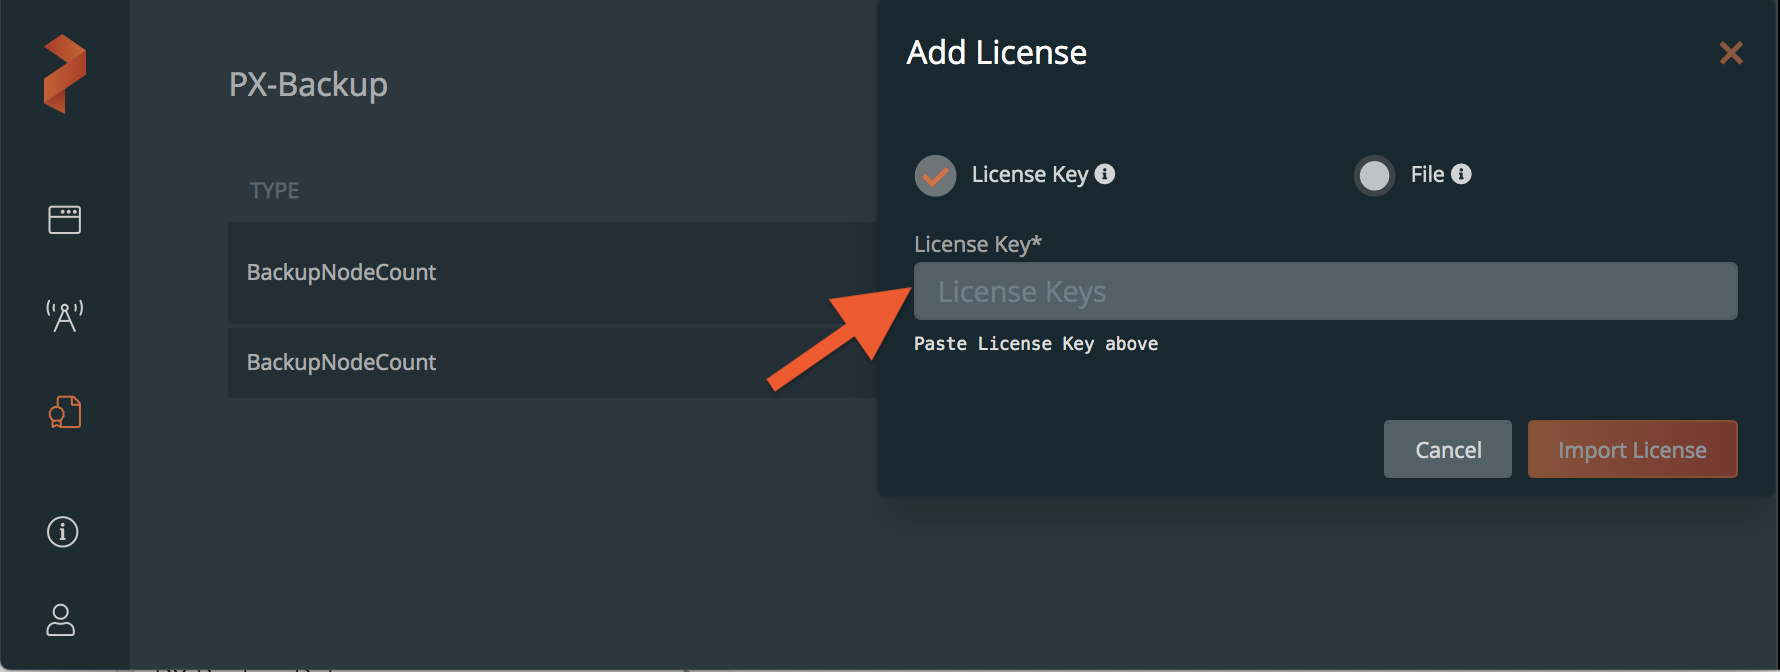 PX-Backup
TYPE
BackupNodeCount
BackupNodeCount
Add License
License Key
File
License Key*
License Keys
Paste License Key above
Cancel
Import License